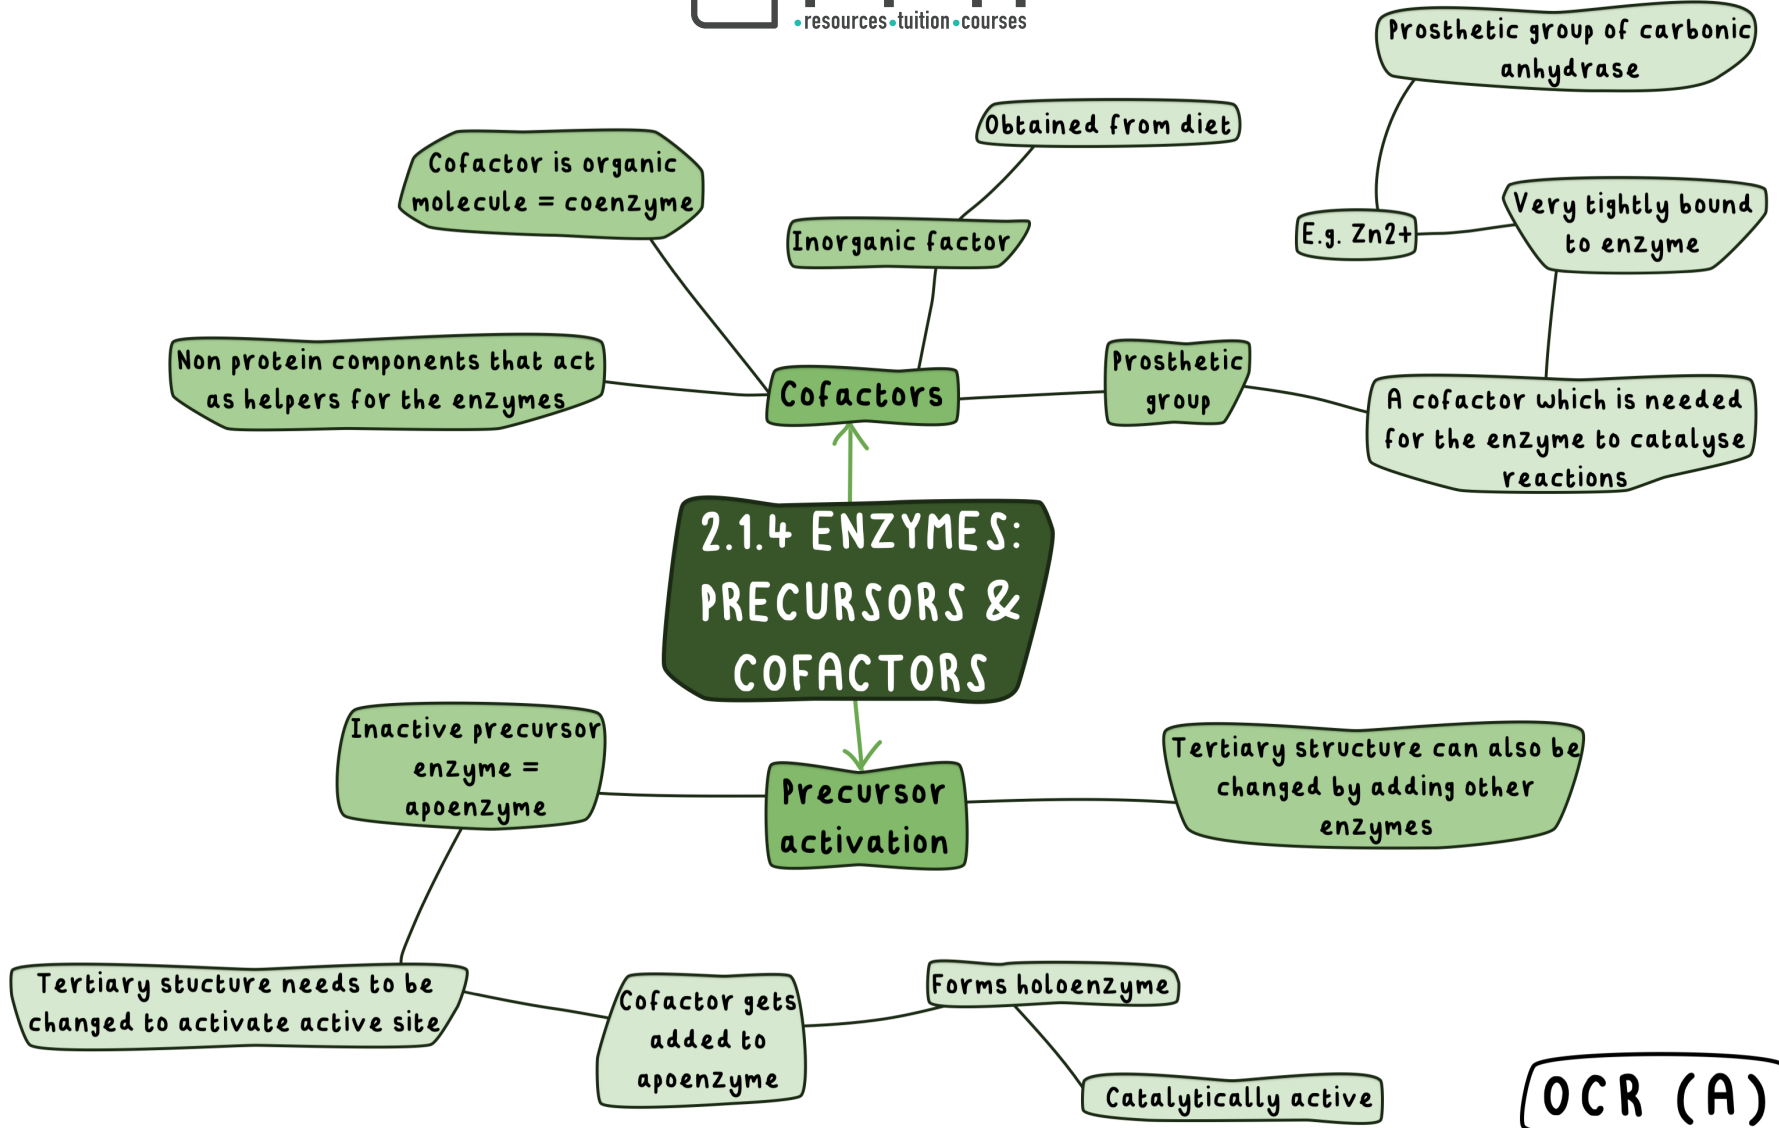 •resources•tuition•courses
Prosthetic group of carbonic
anhydrase
Obtained from diet
Cofactor is organic
molecule = coenzyme
Inorganic factor
E.g. Zn2+
Very tightly bound
to enzyme
Non protein components that act
as helpers for the enzymes
Cofactors
Prosthetic
group
A cofactor which is needed
for the enzyme to catalyse
reactions
2.1.4 ENZYMES:
PRECURSORS &
COFACTORS
Inactive precursor
enzyme =
apoenzyme
Precursor
activation
Tertiary structure can also be
changed by adding other
enzymes
Tertiary stucture needs to be
changed to activate active site
Cofactor gets
added to
apoenzyme
Forms holoenzyme
Catalytically active
OCR (A)